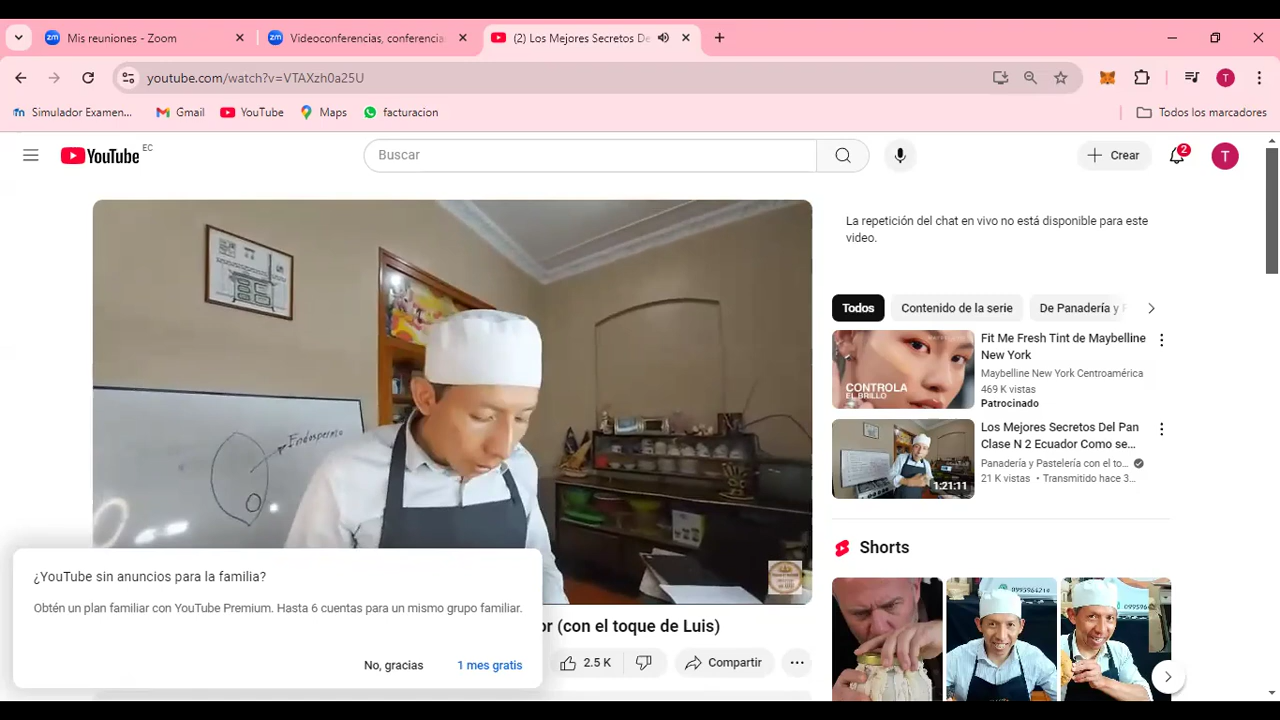 Mis reuniones - Zoom
Videoconferencias, conferencia
(2) Los Mejores Secretos De
youtube.com/watch?v=VTAXzh0a25U
Simulador Examen...
Gmail
YouTube
Maps
facturacion
Todos los marcadores
YouTube EC
Buscar
Crear
2
T
La repetición del chat en vivo no está disponible para este
video.
Todos
Contenido de la serie
De Panadería y
Fit Me Fresh Tint de Maybelline
New York
Maybelline New York Centroamérica
469 K vistas
Patrocinado
CONTROLA
EL BRILLO
Los Mejores Secretos Del Pan
Clase N 2 Ecuador Como se...
Panadería y Pastelería con el to...
21 K vistas • Transmitido hace 3...
1:21:11
Endosperato
Shorts
0995964214
09959642
¿YouTube sin anuncios para la familia?
Obtén un plan familiar con YouTube Premium. Hasta 6 cuentas para un mismo grupo familiar.
No, gracias
1 mes gratis
or (con el toque de Luis)
2.5 K
Compartir